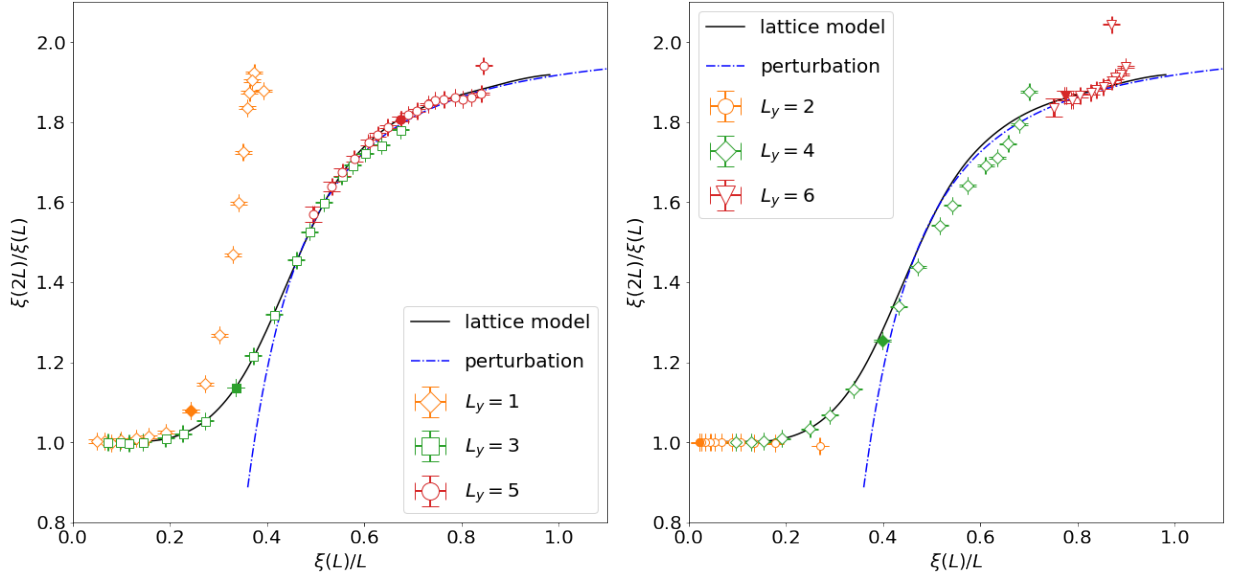 2.0
1.8
1.6
1.4
1.2
1.0
0.8
ξ(2L)/ξ(L)
0.0 0.2 0.4 0.6 0.8 1.0
ξ(L)/L
lattice model
perturbation
L_y = 1
L_y = 3
L_y = 5
2.0
1.8
1.6
1.4
1.2
1.0
0.8
ξ(2L)/ξ(L)
0.0 0.2 0.4 0.6 0.8 1.0
ξ(L)/L
lattice model
perturbation
L_y = 2
L_y = 4
L_y = 6